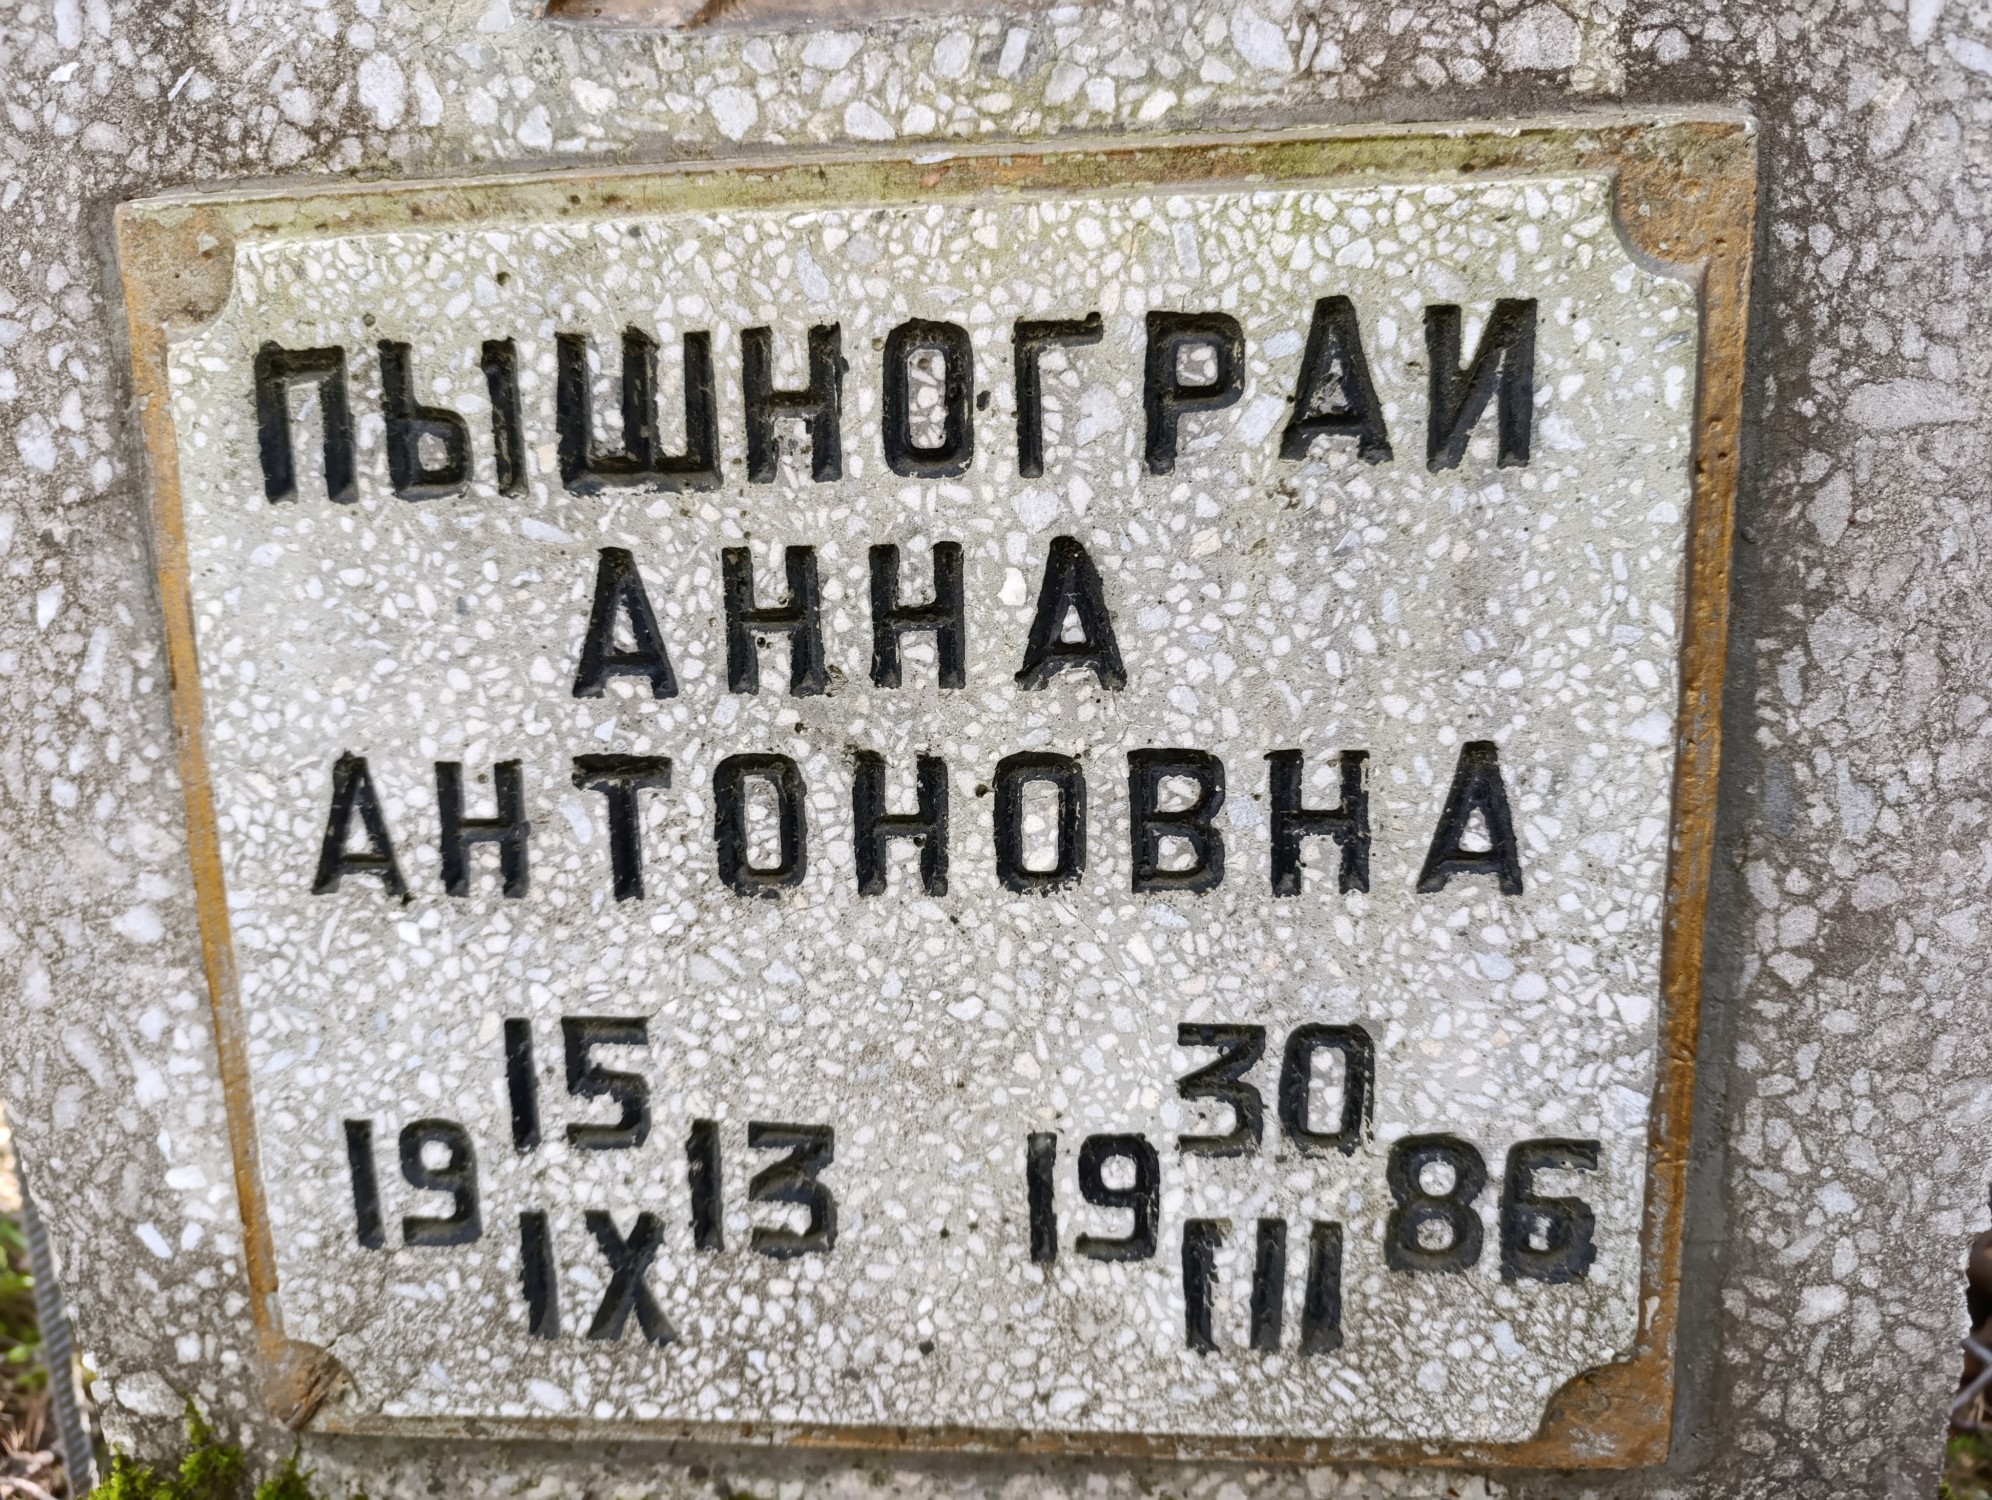 ПЫШНОГРАИ
АННА
АНТОНОВНА
15 30
19 13 19 86
IX III